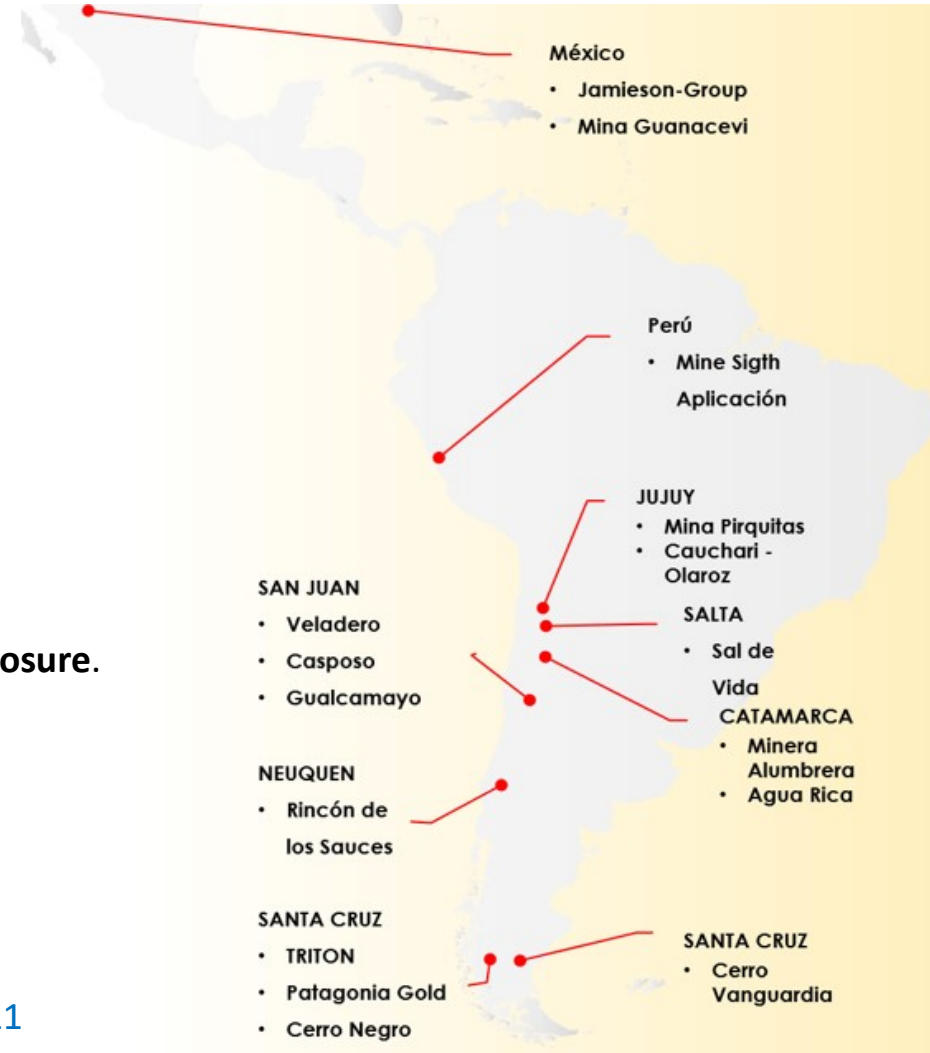 México
• Jamieson-Group
• Mina Guanacevi
Perú
• Mine Sigth
Aplicación
JUJUY
• Mina Pirquitas
• Cauchari -
Olaroz
SAN JUAN
• Veladero
• Casposo
• Gualcamayo
SALTA
• Sal de
Vida
osure.
CATAMARCA
• Minera
Alumbrera
• Agua Rica
NEUQUEN
• Rincón de
los Sauces
SANTA CRUZ
• TRITON
• Patagonia Gold
• Cerro Negro
SANTA CRUZ
• Cerro
Vanguardia